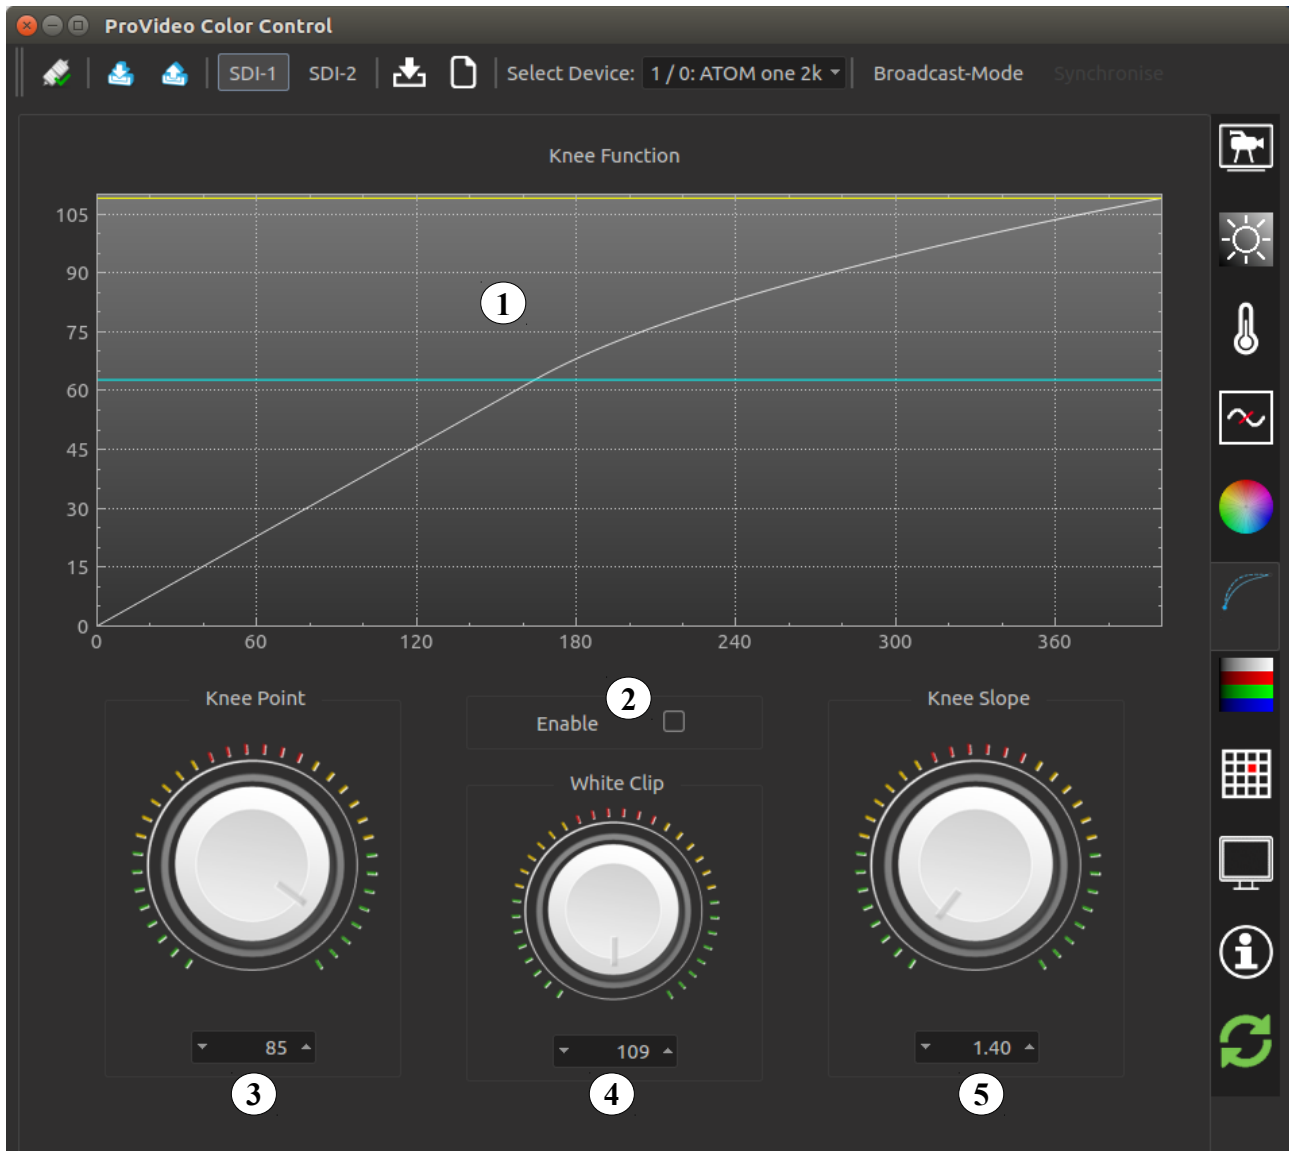 ProVideo Color Control
SDI-1 SDI-2 Select Device: 1 / 0: ATOM one 2k Broadcast-Mode Synchronise
Knee Function
105
90
1
75
60
45
30
15
0
0 60 120 180 240 300 360
Knee Point 2 Knee Slope
Enable
White Clip
85 109 1.40
3 4 5